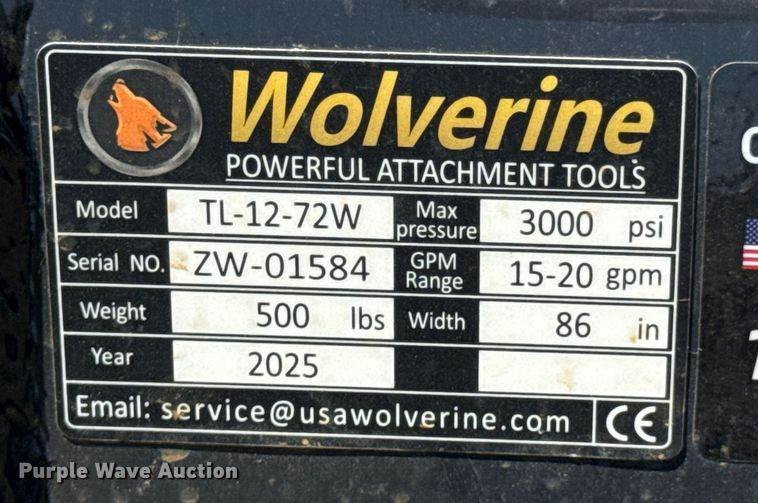 Wolverine
POWERFUL ATTACHMENT TOOLS
Model TL-12-72W Max pressure 3000 psi
Serial NO. ZW-01584 GPM Range 15-20 gpm
Weight 500 lbs Width 86 in
Year 2025
Email: service@usawolverine.com CE
Purple Wave Auction